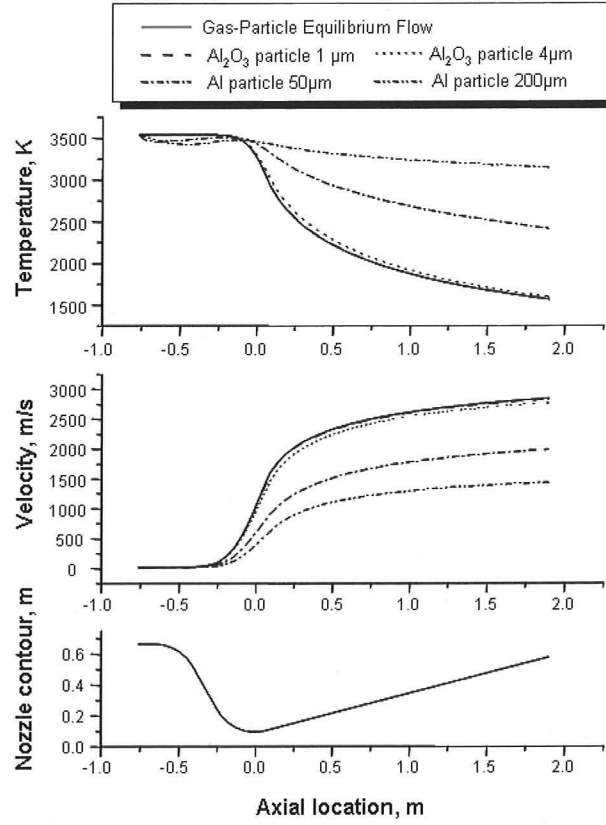 Gas-Particle Equilibrium Flow
Al₂O₃ particle 1 µm
Al₂O₃ particle 4µm
Al particle 50µm
Al particle 200µm
Temperature, K
3500
3000
2500
2000
1500
-1.0 -0.5 0.0 0.5 1.0 1.5 2.0
Velocity, m/s
3000
2500
2000
1500
1000
500
0
-1.0 -0.5 0.0 0.5 1.0 1.5 2.0
Nozzle contour, m
0.6
0.4
0.2
0.0
-1.0 -0.5 0.0 0.5 1.0 1.5 2.0
Axial location, m